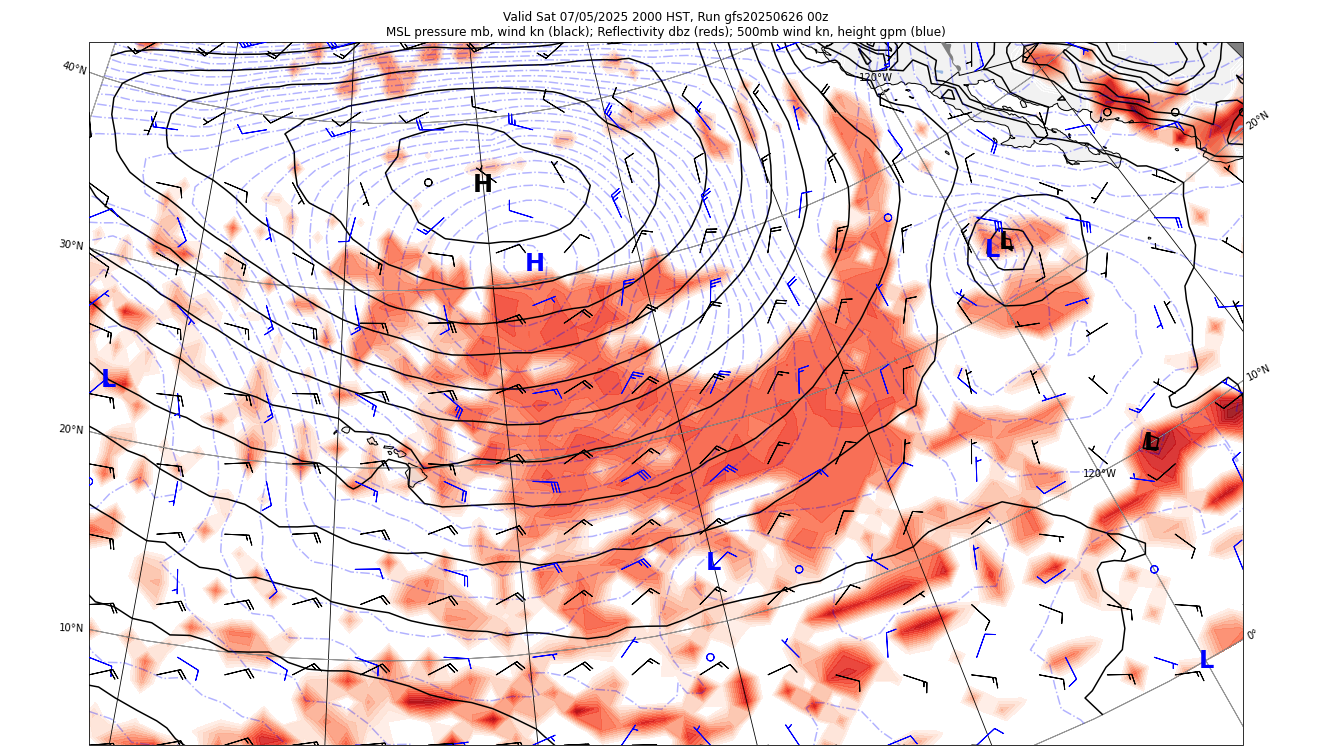 Valid Sat 07/05/2025 2000 HST, Run gfs20250626 00z
MSL pressure mb, wind kn (black); Reflectivity dbz (reds); 500mb wind kn, height gpm (blue)
40°N
120°W
20°N
H
30°N
H
L
L
L
10°N
20°N
L
120°W
L
10°N
0°
L